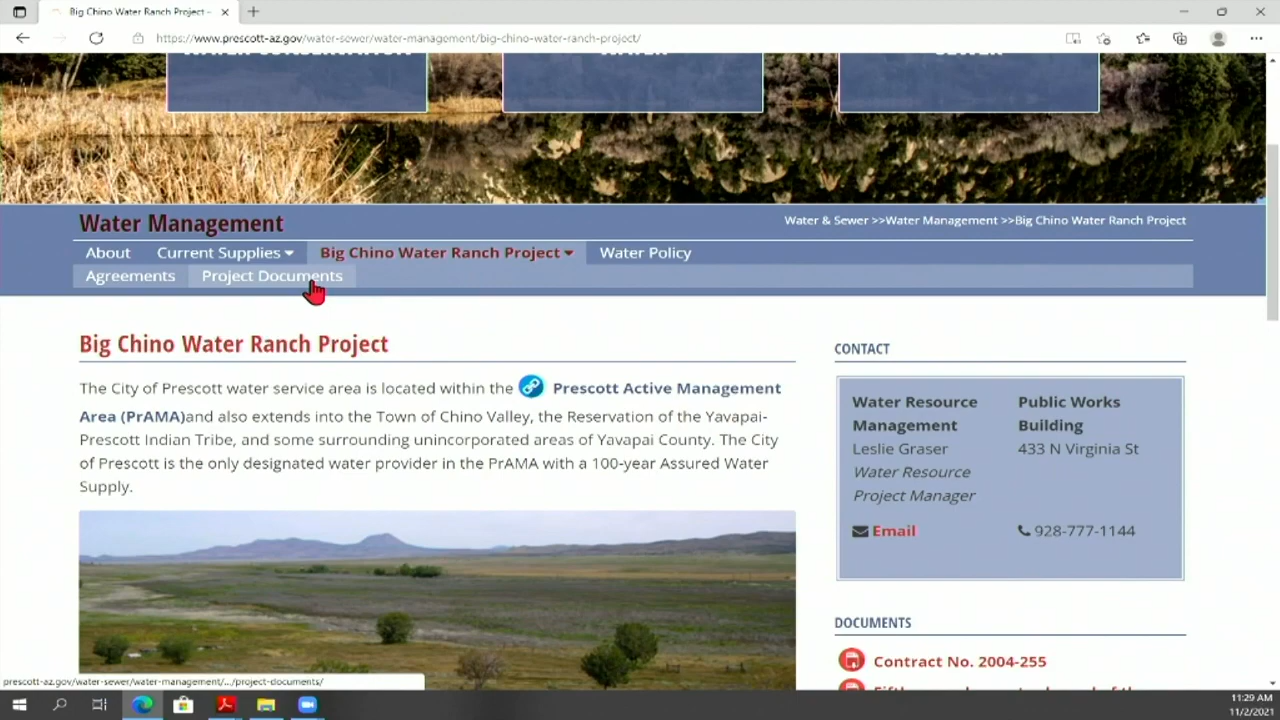 Big Chino Water Ranch Project -
https://www.prescott-az.gov/water-sewer/water-management/big-chino-water-ranch-project/
Water Management
Water & Sewer >>Water Management >>Big Chino Water Ranch Project
About Current Supplies Big Chino Water Ranch Project Water Policy
Agreements Project Documents
Big Chino Water Ranch Project
The City of Prescott water service area is located within the Prescott Active Management
Area (PrAMA)and also extends into the Town of Chino Valley, the Reservation of the Yavapai-
Prescott Indian Tribe, and some surrounding unincorporated areas of Yavapai County. The City
of Prescott is the only designated water provider in the PrAMA with a 100-year Assured Water
Supply.
CONTACT
Water Resource
Management
Leslie Graser
Water Resource
Project Manager
Email
Public Works
Building
433 N Virginia St
928-777-1144
DOCUMENTS
Contract No. 2004-255
prescott-az.gov/water-sewer/water-management/.../project-documents/
11:29 AM
11/2/2021